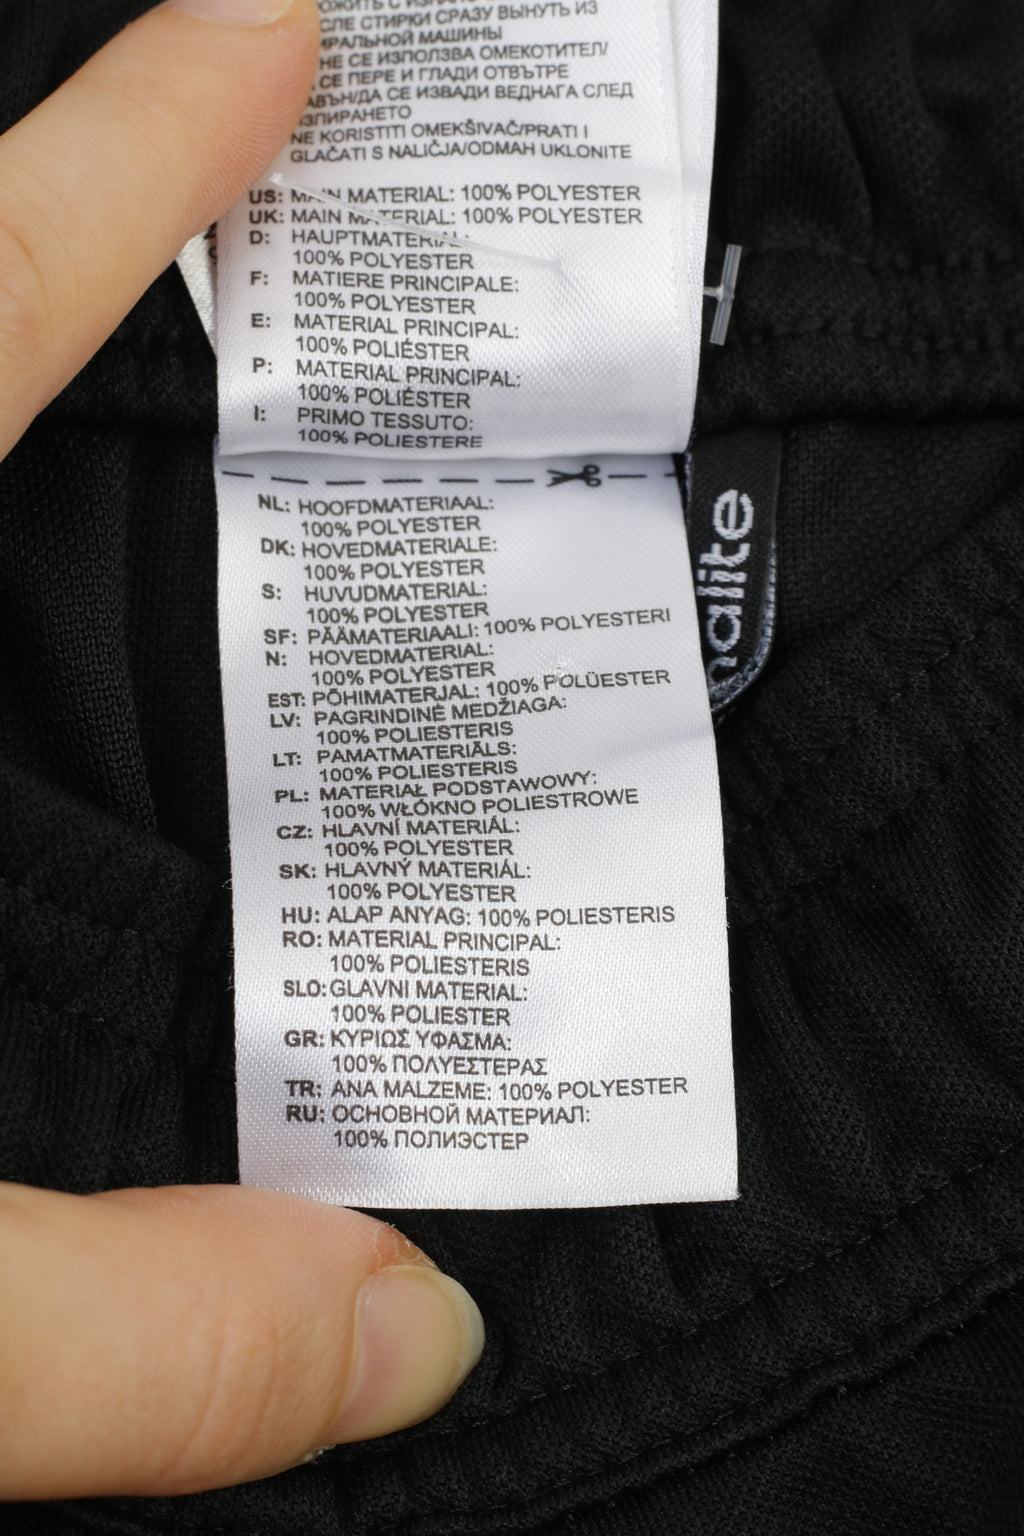 СЛЕ СТИРКИ СРАЗУ ВЫНУТЬ ИЗ
ИРАЛЬНОЙ МАШИНЫ
НЕ СЕ ИЗПОЛЗВА ОМЕКОТИТЕЛ/
СЕ ПЕРЕ И ГЛАДИ ОТВЪТРЕ
АВЪН/ДА СЕ ИЗВАДИ ВЕДНАГА СЛЕД
ИЗПИРАНЕТО
NE KORISTITI OMEKŠIVAČ/PRATI I
GLAČATI S NALIČJA/ODMAH UKLONITE
US: MAIN MATERIAL: 100% POLYESTER
UK: MAIN MATERIAL: 100% POLYESTER
D: HAUPTMATERIAL:
100% POLYESTER
F: MATIERE PRINCIPALE:
100% POLYESTER
E: MATERIAL PRINCIPAL:
100% POLIÉSTER
P: MATERIAL PRINCIPAL:
100% POLIÉSTER
I: PRIMO TESSUTO:
100% POLIESTERE
NL: HOOFDMATERIAAL:
100% POLYESTER
DK: HOVEDMATERIALE:
100% POLYESTER
S: HUVUDMATERIAL:
100% POLYESTER
SF: PÄÄMATERIAALI: 100% POLYESTERI
N: HOVEDMATERIAL:
100% POLYESTER
EST: PÕHIMATERJAL: 100% POLÜESTER
LV: PAGRINDINĖ MEDŽIAGA:
100% POLIESTERIS
LT: PAMATMATERIĀLS:
100% POLIESTERIS
PL: MATERIAŁ PODSTAWOWY:
100% WŁÓKNO POLIESTROWE
CZ: HLAVNÍ MATERIÁL:
100% POLYESTER
SK: HLAVNÝ MATERIÁL:
100% POLYESTER
HU: ALAP ANYAG: 100% POLIESTERIS
RO: MATERIAL PRINCIPAL:
100% POLIESTERIS
SLO: GLAVNI MATERIAL:
100% POLIESTER
GR: ΚΥΡΙΩΣ ΥΦΑΣΜΑ:
100% ΠΟΛΥΕΣΤΕΡΑΣ
TR: ANA MALZEME: 100% POLYESTER
RU: ОСНОВНОЙ МАТЕРИАЛ:
100% ПОЛИЭСТЕР
malite